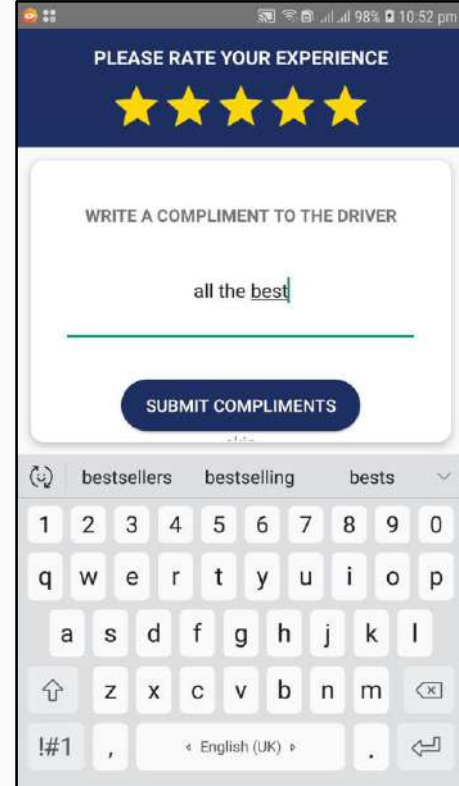 98% 10:52 pm
PLEASE RATE YOUR EXPERIENCE
WRITE A COMPLIMENT TO THE DRIVER
all the best
SUBMIT COMPLIMENTS
bestsellers bestselling bests
1 2 3 4 5 6 7 8 9 0
q w e r t y u i o p
a s d f g h j k l
z x c v b n m
!#1 , English (UK) .